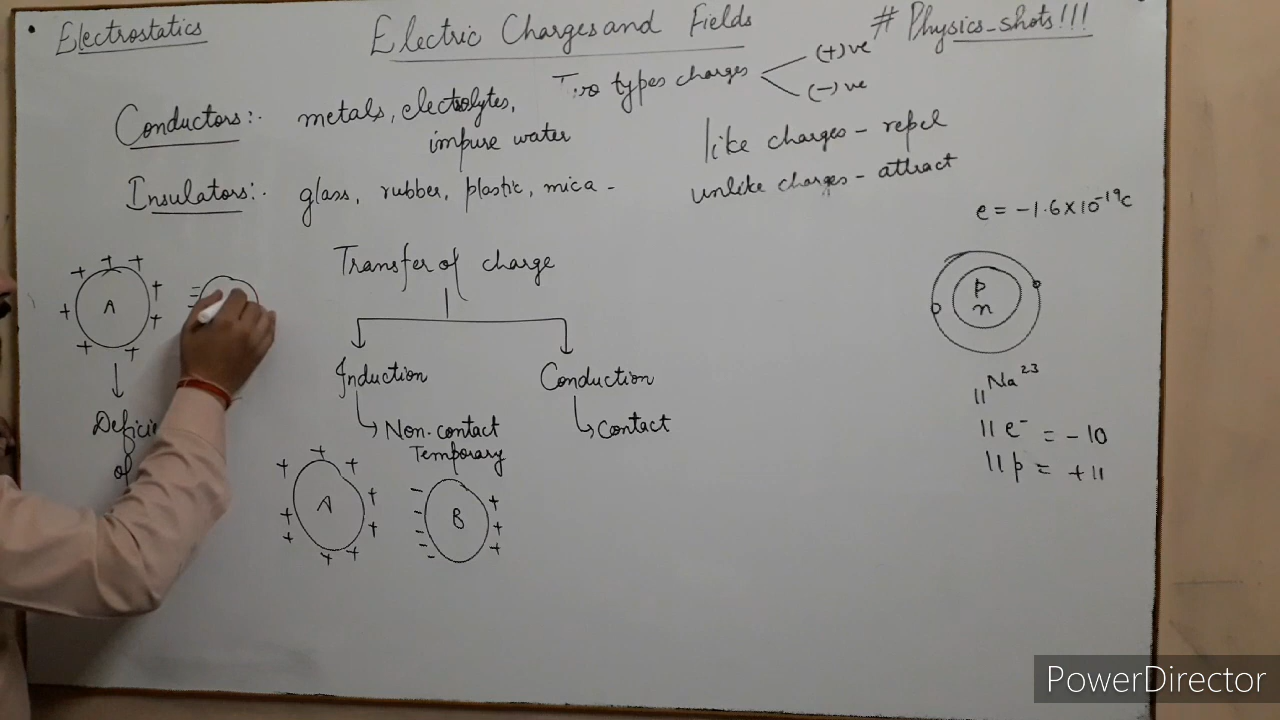 Electrostatics
Electric Charges and Fields
# Physics-shots!!!
Two types charges
(+)ve
(-)ve
Conductors:- metals, electrolytes,
impure water
like charges - repel
Insulators:- glass, rubber, plastic, mica -
unlike charges - attract
e = -1.6×10⁻¹⁹C
Transfer of charge
+ + +
+ +
+ +
+ +
A
p
n
Induction
Conduction
Non-contact
Temporary
Contact
₁₁Na²³
11 e⁻ = -10
11 p = +11
of
+ + +
+ +
+ +
+ + +
A
- - - - -
B
+ + +
PowerDirector